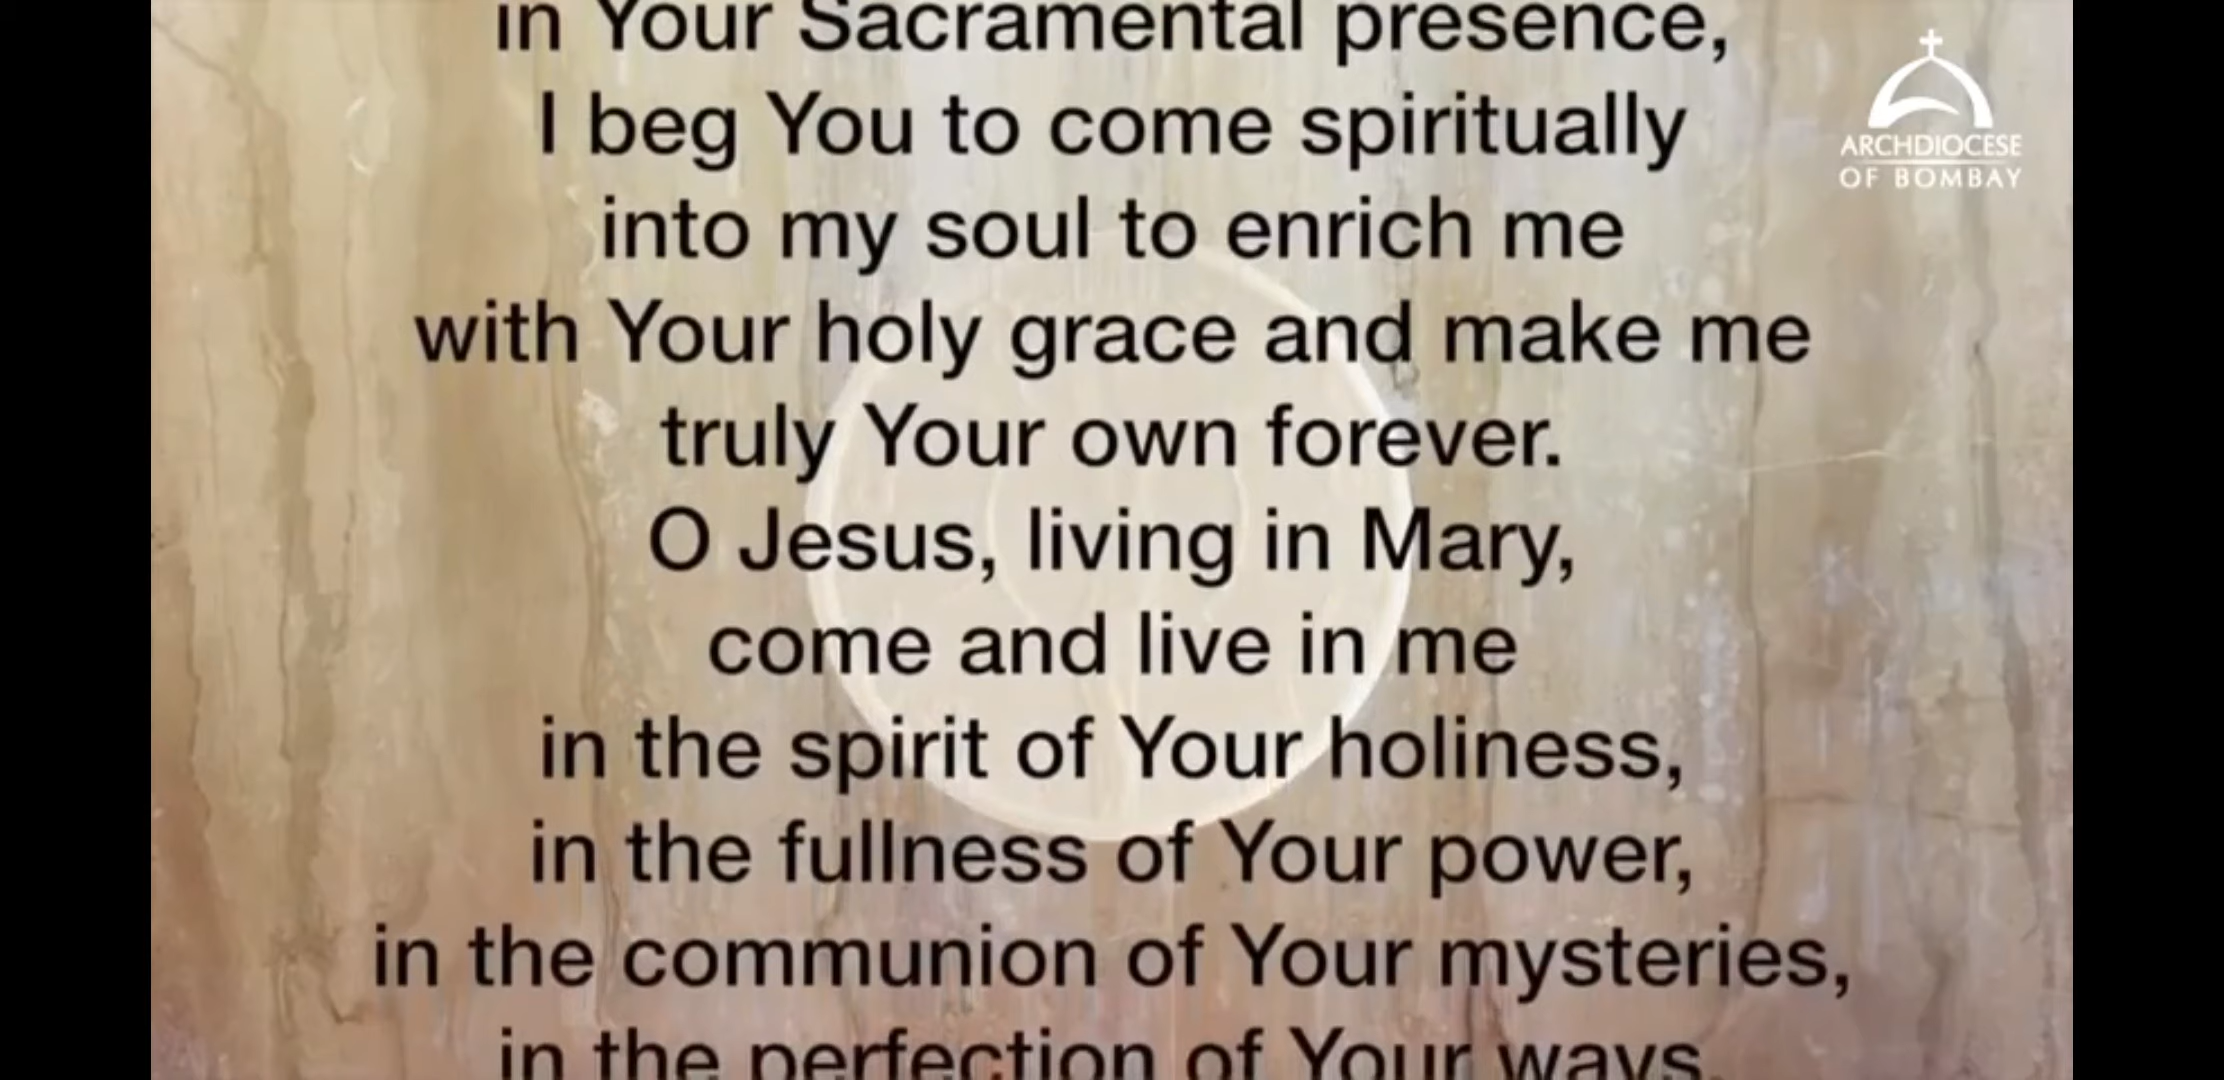 in Your Sacramental presence,
I beg You to come spiritually
into my soul to enrich me
with Your holy grace and make me
truly Your own forever.
O Jesus, living in Mary,
come and live in me
in the spirit of Your holiness,
in the fullness of Your power,
in the communion of Your mysteries,
in the perfection of Your ways.
ARCHDIOCESE
OF BOMBAY